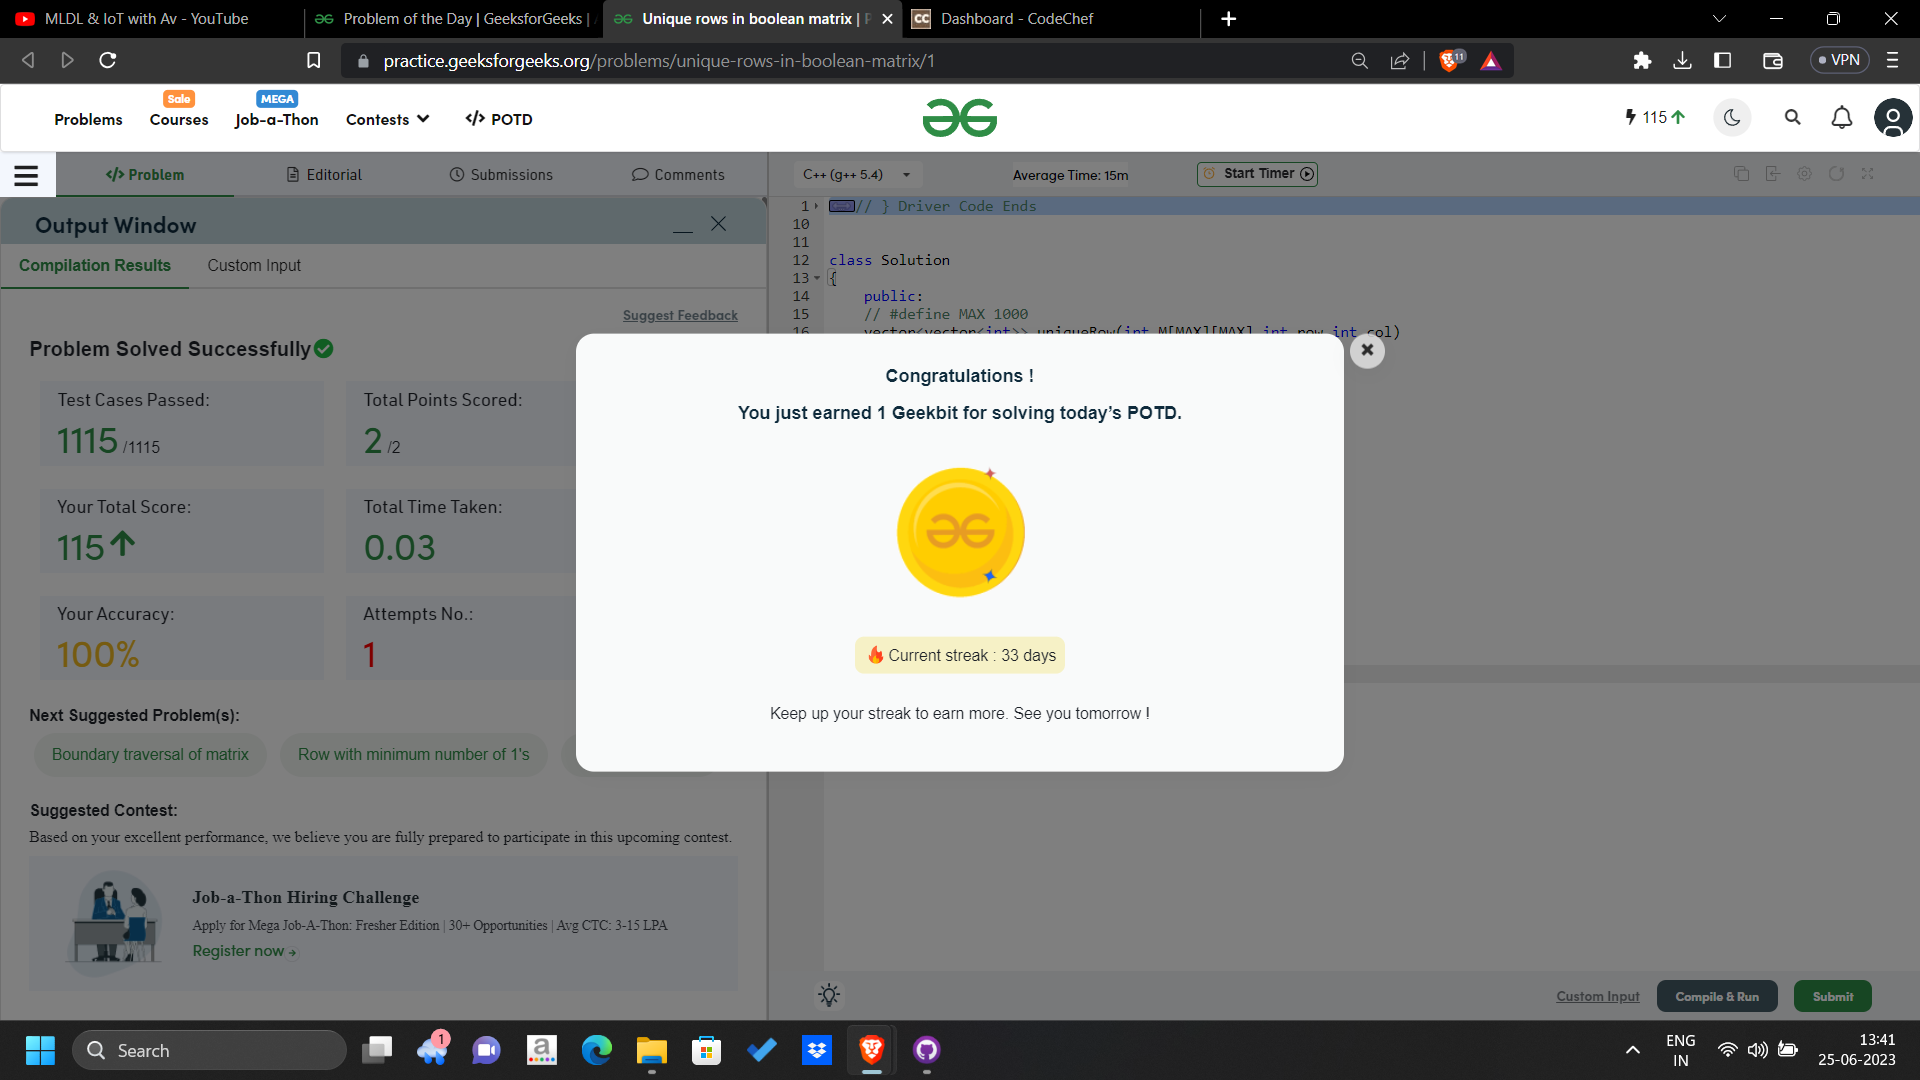 MLDL & IoT with Av - YouTube
Problem of the Day | GeeksforGeeks |
Unique rows in boolean matrix |
CC Dashboard - CodeChef
practice.geeksforgeeks.org/problems/unique-rows-in-boolean-matrix/1
11
VPN
Problems
Sale
Courses
MEGA
Job-a-Thon
Contests
</> POTD
115
</> Problem
Editorial
Submissions
Comments
C++ (g++ 5.4)
Average Time: 15m
Start Timer
Output Window
Compilation Results
Custom Input
Suggest Feedback
Problem Solved Successfully
Test Cases Passed:
1115 /1115
Total Points Scored:
2 /2
Your Total Score:
115
Total Time Taken:
0.03
Your Accuracy:
100%
Attempts No.:
1
Next Suggested Problem(s):
Boundary traversal of matrix
Row with minimum number of 1's
Suggested Contest:
Based on your excellent performance, we believe you are fully prepared to participate in this upcoming contest.
Job-a-Thon Hiring Challenge
Apply for Mega Job-A-Thon: Fresher Edition | 30+ Opportunities | Avg CTC: 3-15 LPA
Register now
1 // } Driver Code Ends
10
11
12 class Solution
13 {
14 public:
15 // #define MAX 1000
16 vector<vector<int>> uniqueRow(int M[MAX][MAX],int row,int col)
Congratulations !
You just earned 1 Geekbit for solving today's POTD.
Current streak : 33 days
Keep up your streak to earn more. See you tomorrow !
Custom Input
Compile & Run
Submit
Search
1
a
ENG
IN
13:41
25-06-2023